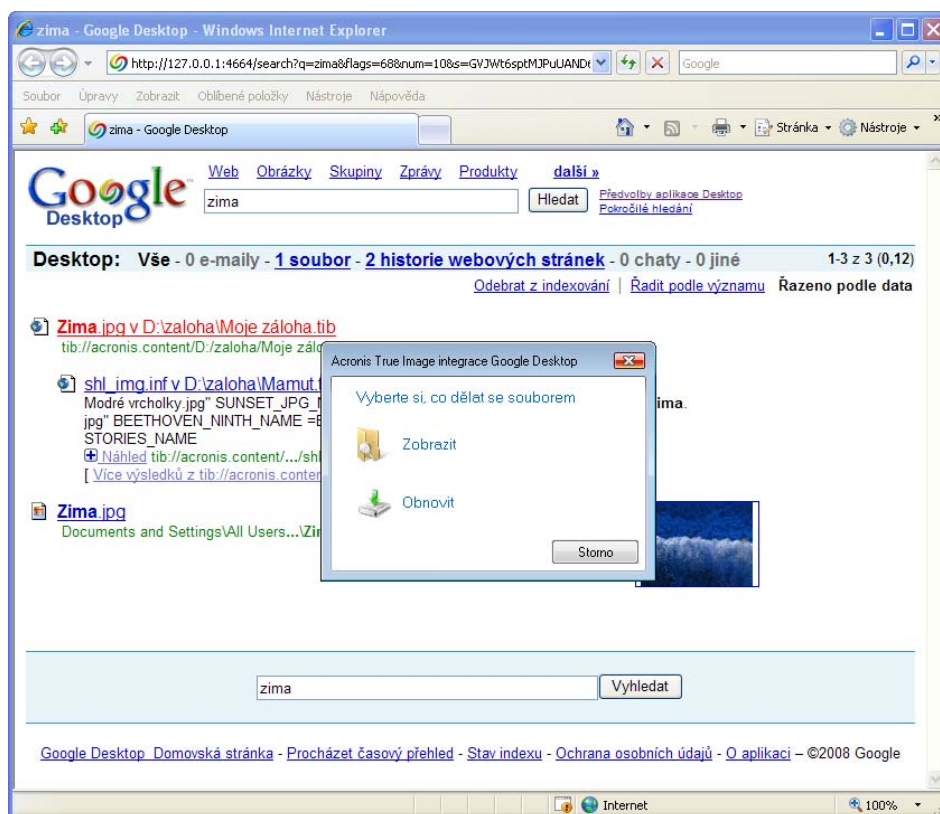 zima - Google Desktop - Windows Internet Explorer
http://127.0.0.1:4664/search?q=zima&flags=68&num=10&s=GVJWt6sptMJPuUANDe
Google
Soubor Úpravy Zobrazit Oblíbené položky Nástroje Nápověda
zima - Google Desktop
Stránka Nástroje »
Google Desktop
Web Obrázky Skupiny Zprávy Produkty další »
zima
Hledat
Předvolby aplikace Desktop
Pokročilé hledání
Desktop: Vše - 0 e-maily - 1 soubor - 2 historie webových stránek - 0 chaty - 0 jiné 1-3 z 3 (0,12)
Odebrat z indexování | Řadit podle významu Řazeno podle data
Zima.jpg v D:\zaloha\Moje záloha.tib
tib://acronis.content/D:/zaloha/Moje zálo
shl_img.inf v D:\zaloha\Mamut.t
Modré vrcholky.jpg" SUNSET_JPG_
ima.
jpg" BEETHOVEN_NINTH_NAME =
STORIES_NAME
Náhled tib://acronis.content/.../shl
[ Více výsledků z tib://acronis.conten
Zima.jpg
Documents and Settings\All Users...\Zi
Acronis True Image integrace Google Desktop
Vyberte si, co dělat se souborem
Zobrazit
Obnovit
Storno
zima
Vyhledat
Google Desktop Domovská stránka - Procházet časový přehled - Stav indexu - Ochrana osobních údajů - O aplikaci – ©2008 Google
Internet
100%